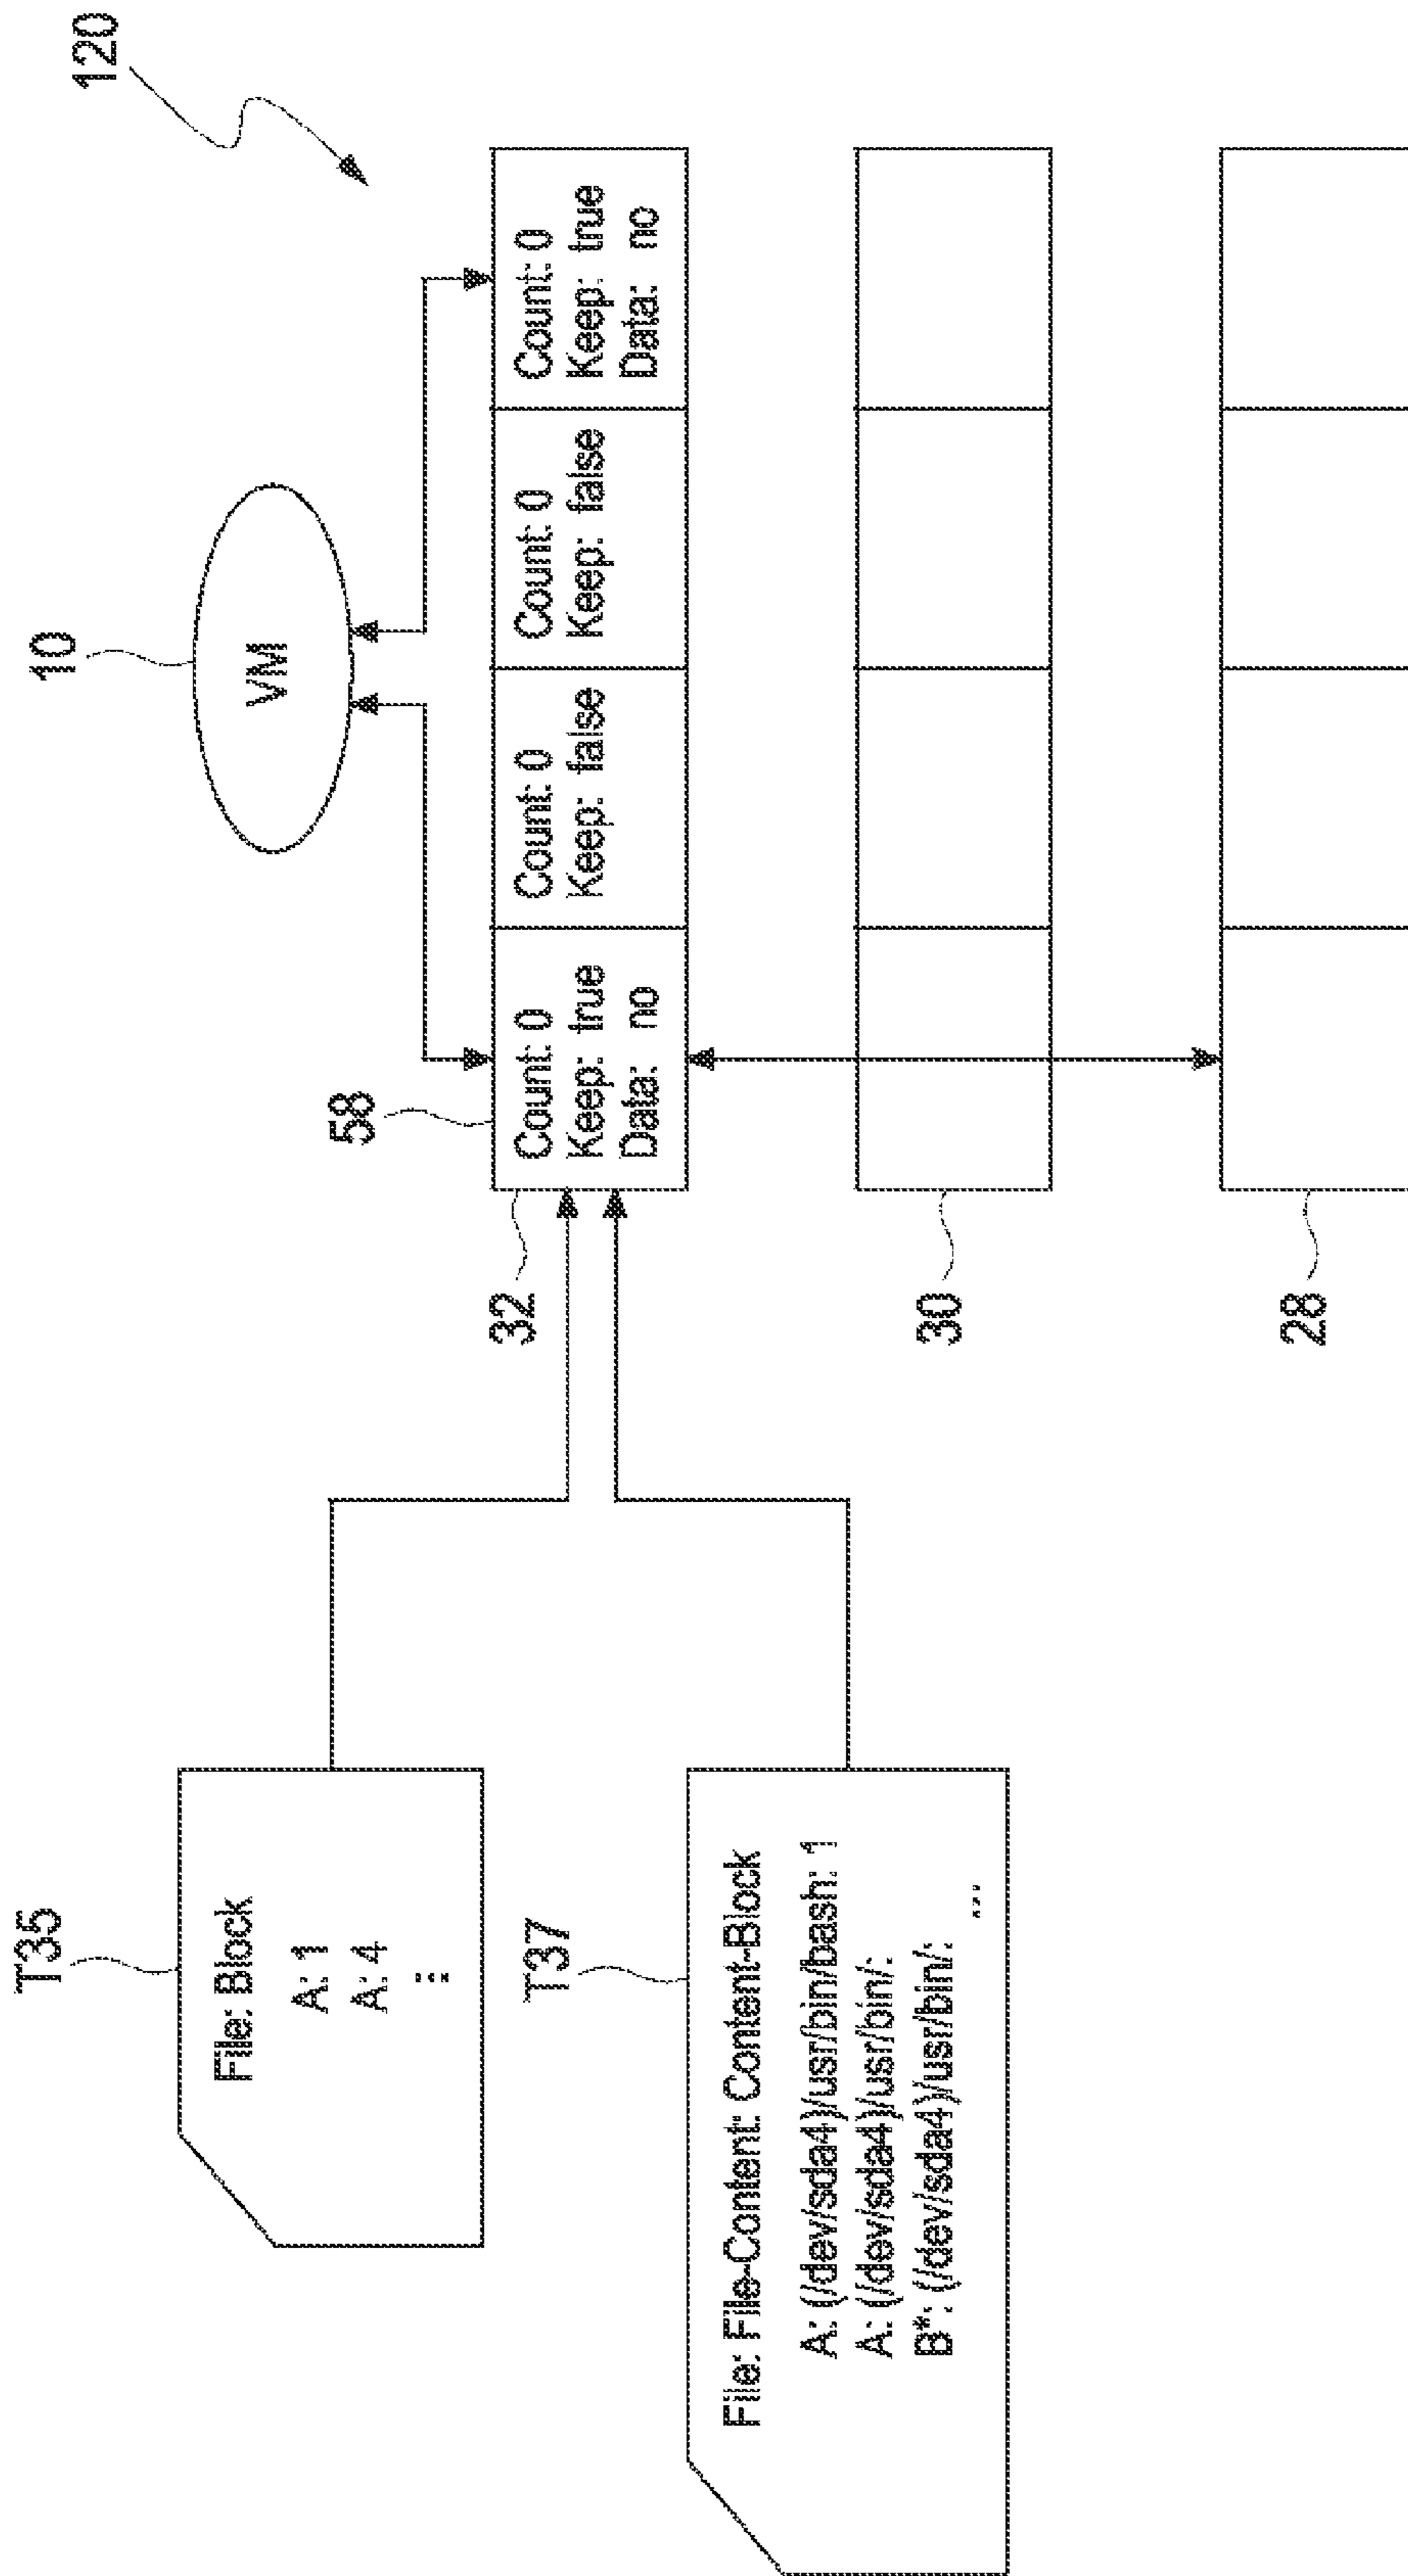 120
10
VM
58
Count: 0
Keep: true
Data: no
Count: 0
Keep: false
Count: 0
Keep: false
Count: 0
Keep: true
Data: no
32
30
28
T35
File: Block
A: 1
A: 4
...
T37
File: File-Content: Content-Block
A: (/dev/sda4)/usr/bin/bash: 1
A: (/dev/sda4)/usr/bin/:
B*: (/dev/sda4)/usr/bin/:
...